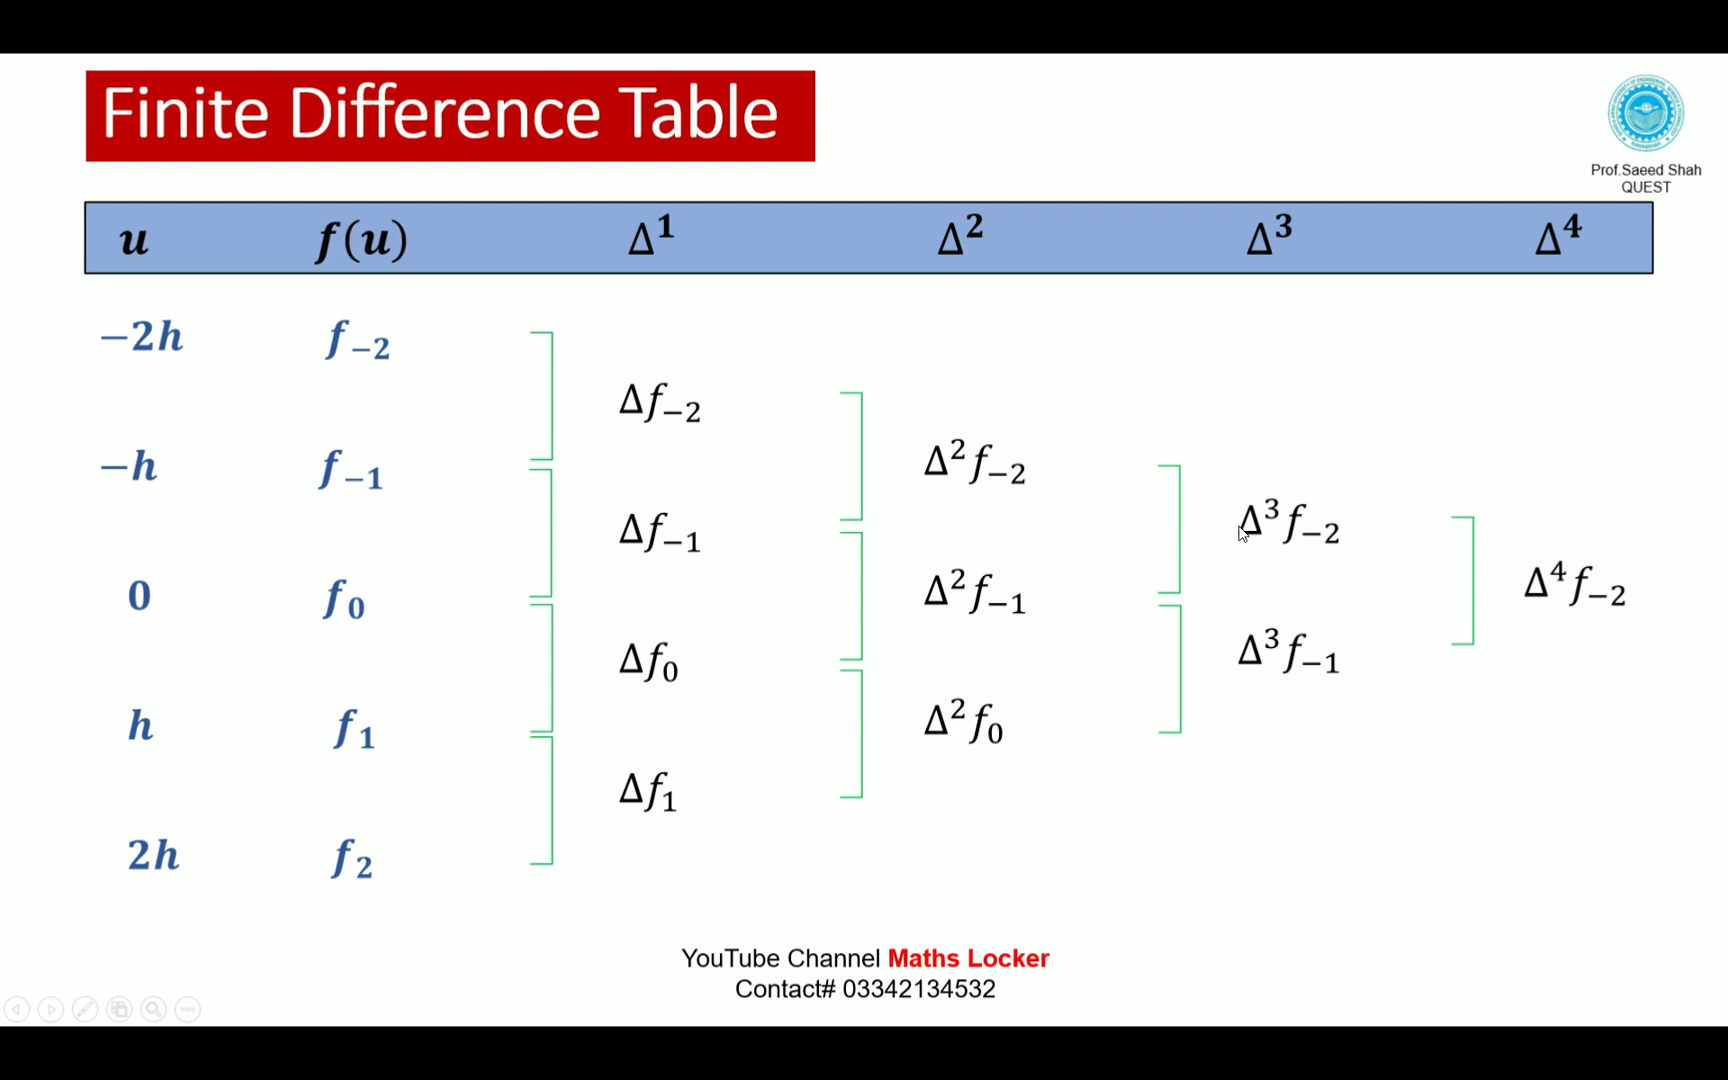 Finite Difference Table
Prof.Saeed Shah
QUEST
u f(u) Δ¹ Δ² Δ³ Δ⁴
−2h f₋₂
Δf₋₂
−h f₋₁ Δ²f₋₂
Δf₋₁ Δ³f₋₂
0 f₀ Δ²f₋₁ Δ⁴f₋₂
Δf₀ Δ³f₋₁
h f₁ Δ²f₀
Δf₁
2h f₂
YouTube Channel Maths Locker
Contact# 03342134532